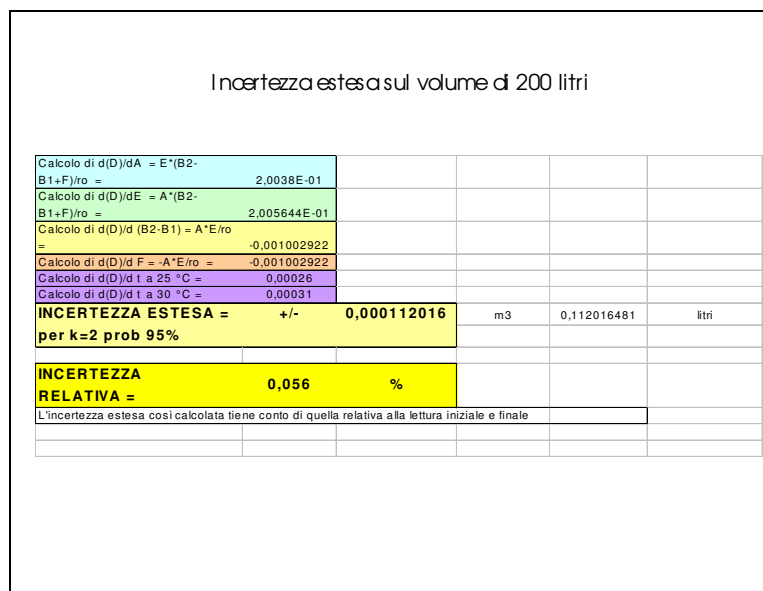 Incertezza estesa sul volume di 200 litri
Calcolo di d(D)/dA = E*(B2-
B1+F)/ro = 2,0038E-01
Calcolo di d(D)/dE = A*(B2-
B1+F)/ro = 2,005644E-01
Calcolo di d(D)/d (B2-B1) = A*E/ro
= -0,001002922
Calcolo di d(D)/d F = -A*E/ro = -0,001002922
Calcolo di d(D)/d t a 25 °C = 0,00026
Calcolo di d(D)/d t a 30 °C = 0,00031
INCERTEZZA ESTESA = +/- 0,000112016 m3 0,112016481 litri
per k=2 prob 95%
INCERTEZZA
RELATIVA = 0,056 %
L'incertezza estesa così calcolata tiene conto di quella relativa alla lettura iniziale e finale